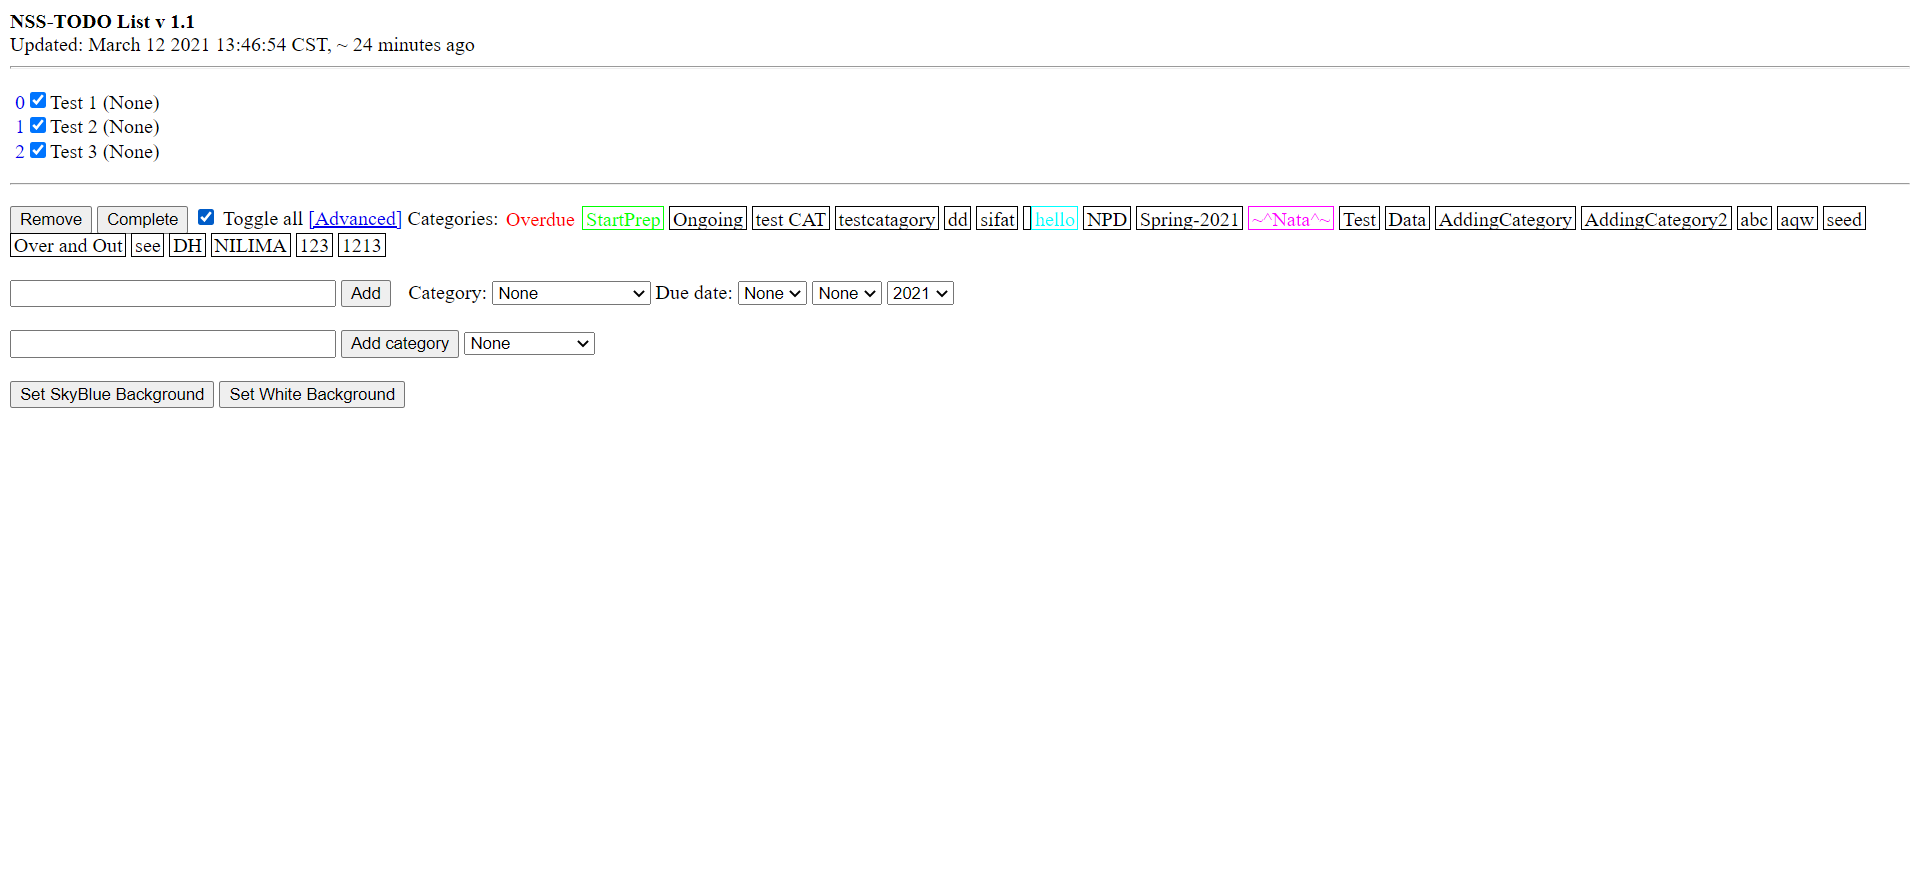 NSS-TODO List v 1.1
Updated: March 12 2021 13:46:54 CST, ~ 24 minutes ago
0 Test 1 (None)
1 Test 2 (None)
2 Test 3 (None)
Remove Complete Toggle all [Advanced] Categories: Overdue StartPrep Ongoing test CAT testcatagory dd sifat hello NPD Spring-2021 ~^Nata^~ Test Data AddingCategory AddingCategory2 abc aqw seed
Over and Out see DH NILIMA 123 1213
Add Category: None Due date: None None 2021
Add category None
Set SkyBlue Background Set White Background